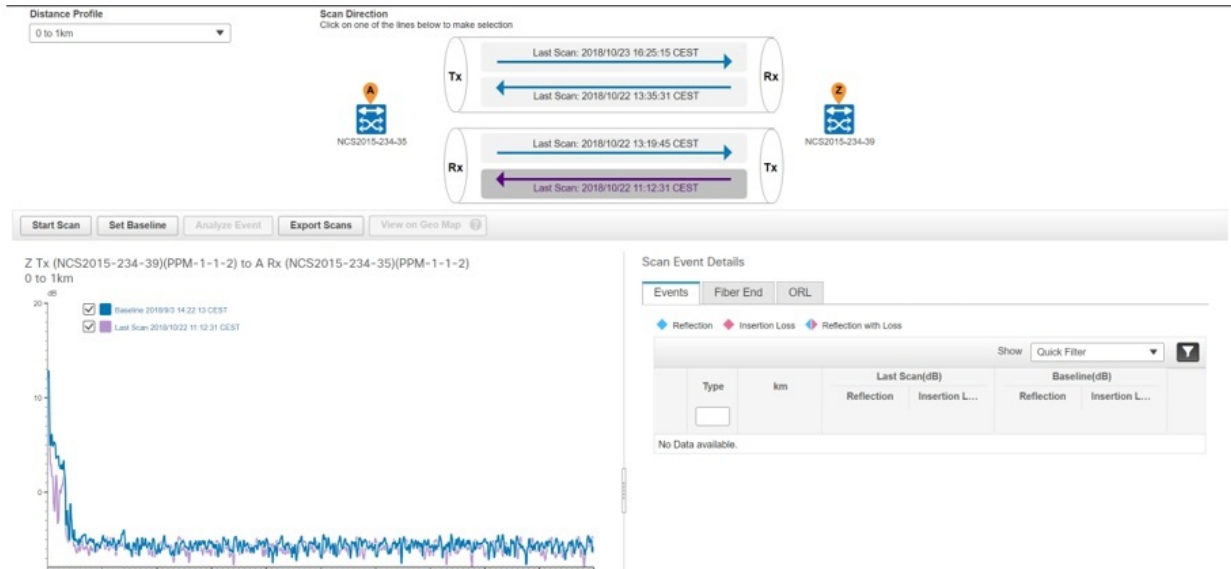 Distance Profile
0 to 1km
Scan Direction
Click on one of the lines below to make selection
Last Scan: 2018/10/23 16:25:15 CEST
Tx
Rx
Last Scan: 2018/10/22 13:35:31 CEST
A
Z
NCS2015-234-35
NCS2015-234-39
Last Scan: 2018/10/22 13:19:45 CEST
Rx
Tx
Last Scan: 2018/10/22 11:12:31 CEST
Start Scan
Set Baseline
Analyze Event
Export Scans
View on Geo Map ?
Z Tx (NCS2015-234-39)(PPM-1-1-2) to A Rx (NCS2015-234-35)(PPM-1-1-2)
0 to 1km
dB
20
Baseline 2018/9/3 14:22:13 CEST
Last Scan 2018/10/22 11:12:31 CEST
10
0
Scan Event Details
Events
Fiber End
ORL
Reflection
Insertion Loss
Reflection with Loss
Show
Quick Filter
Type
km
Last Scan(dB)
Baseline(dB)
Reflection
Insertion L...
Reflection
Insertion L...
No Data available.